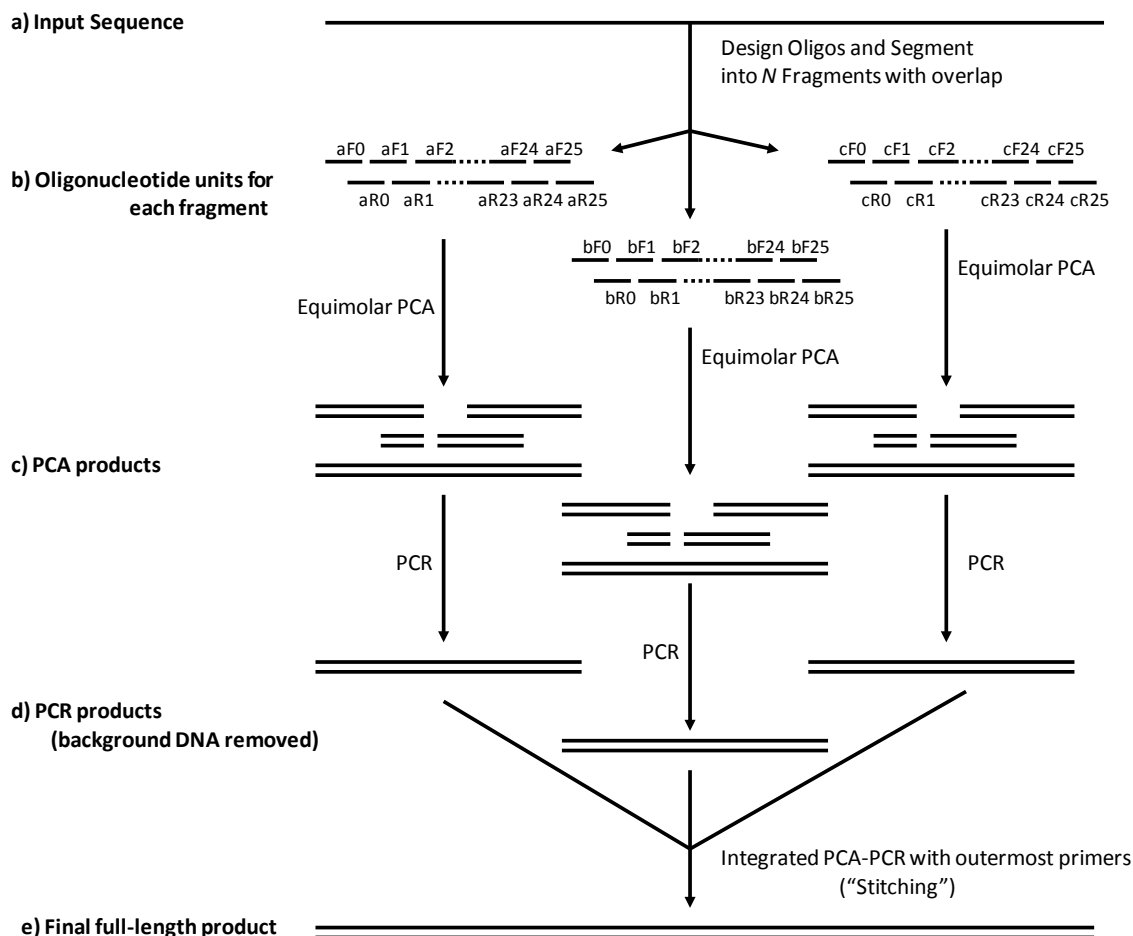 a) Input Sequence
Design Oligos and Segment
into N Fragments with overlap
b) Oligonucleotide units for
each fragment
aF0 aF1 aF2 aF24 aF25
aR0 aR1 aR23 aR24 aR25
bF0 bF1 bF2 bF24 bF25
bR0 bR1 bR23 bR24 bR25
cF0 cF1 cF2 cF24 cF25
cR0 cR1 cR23 cR24 cR25
Equimolar PCA
Equimolar PCA
Equimolar PCA
c) PCA products
PCR
PCR
PCR
d) PCR products
(background DNA removed)
Integrated PCA-PCR with outermost primers
(“Stitching”)
e) Final full-length product